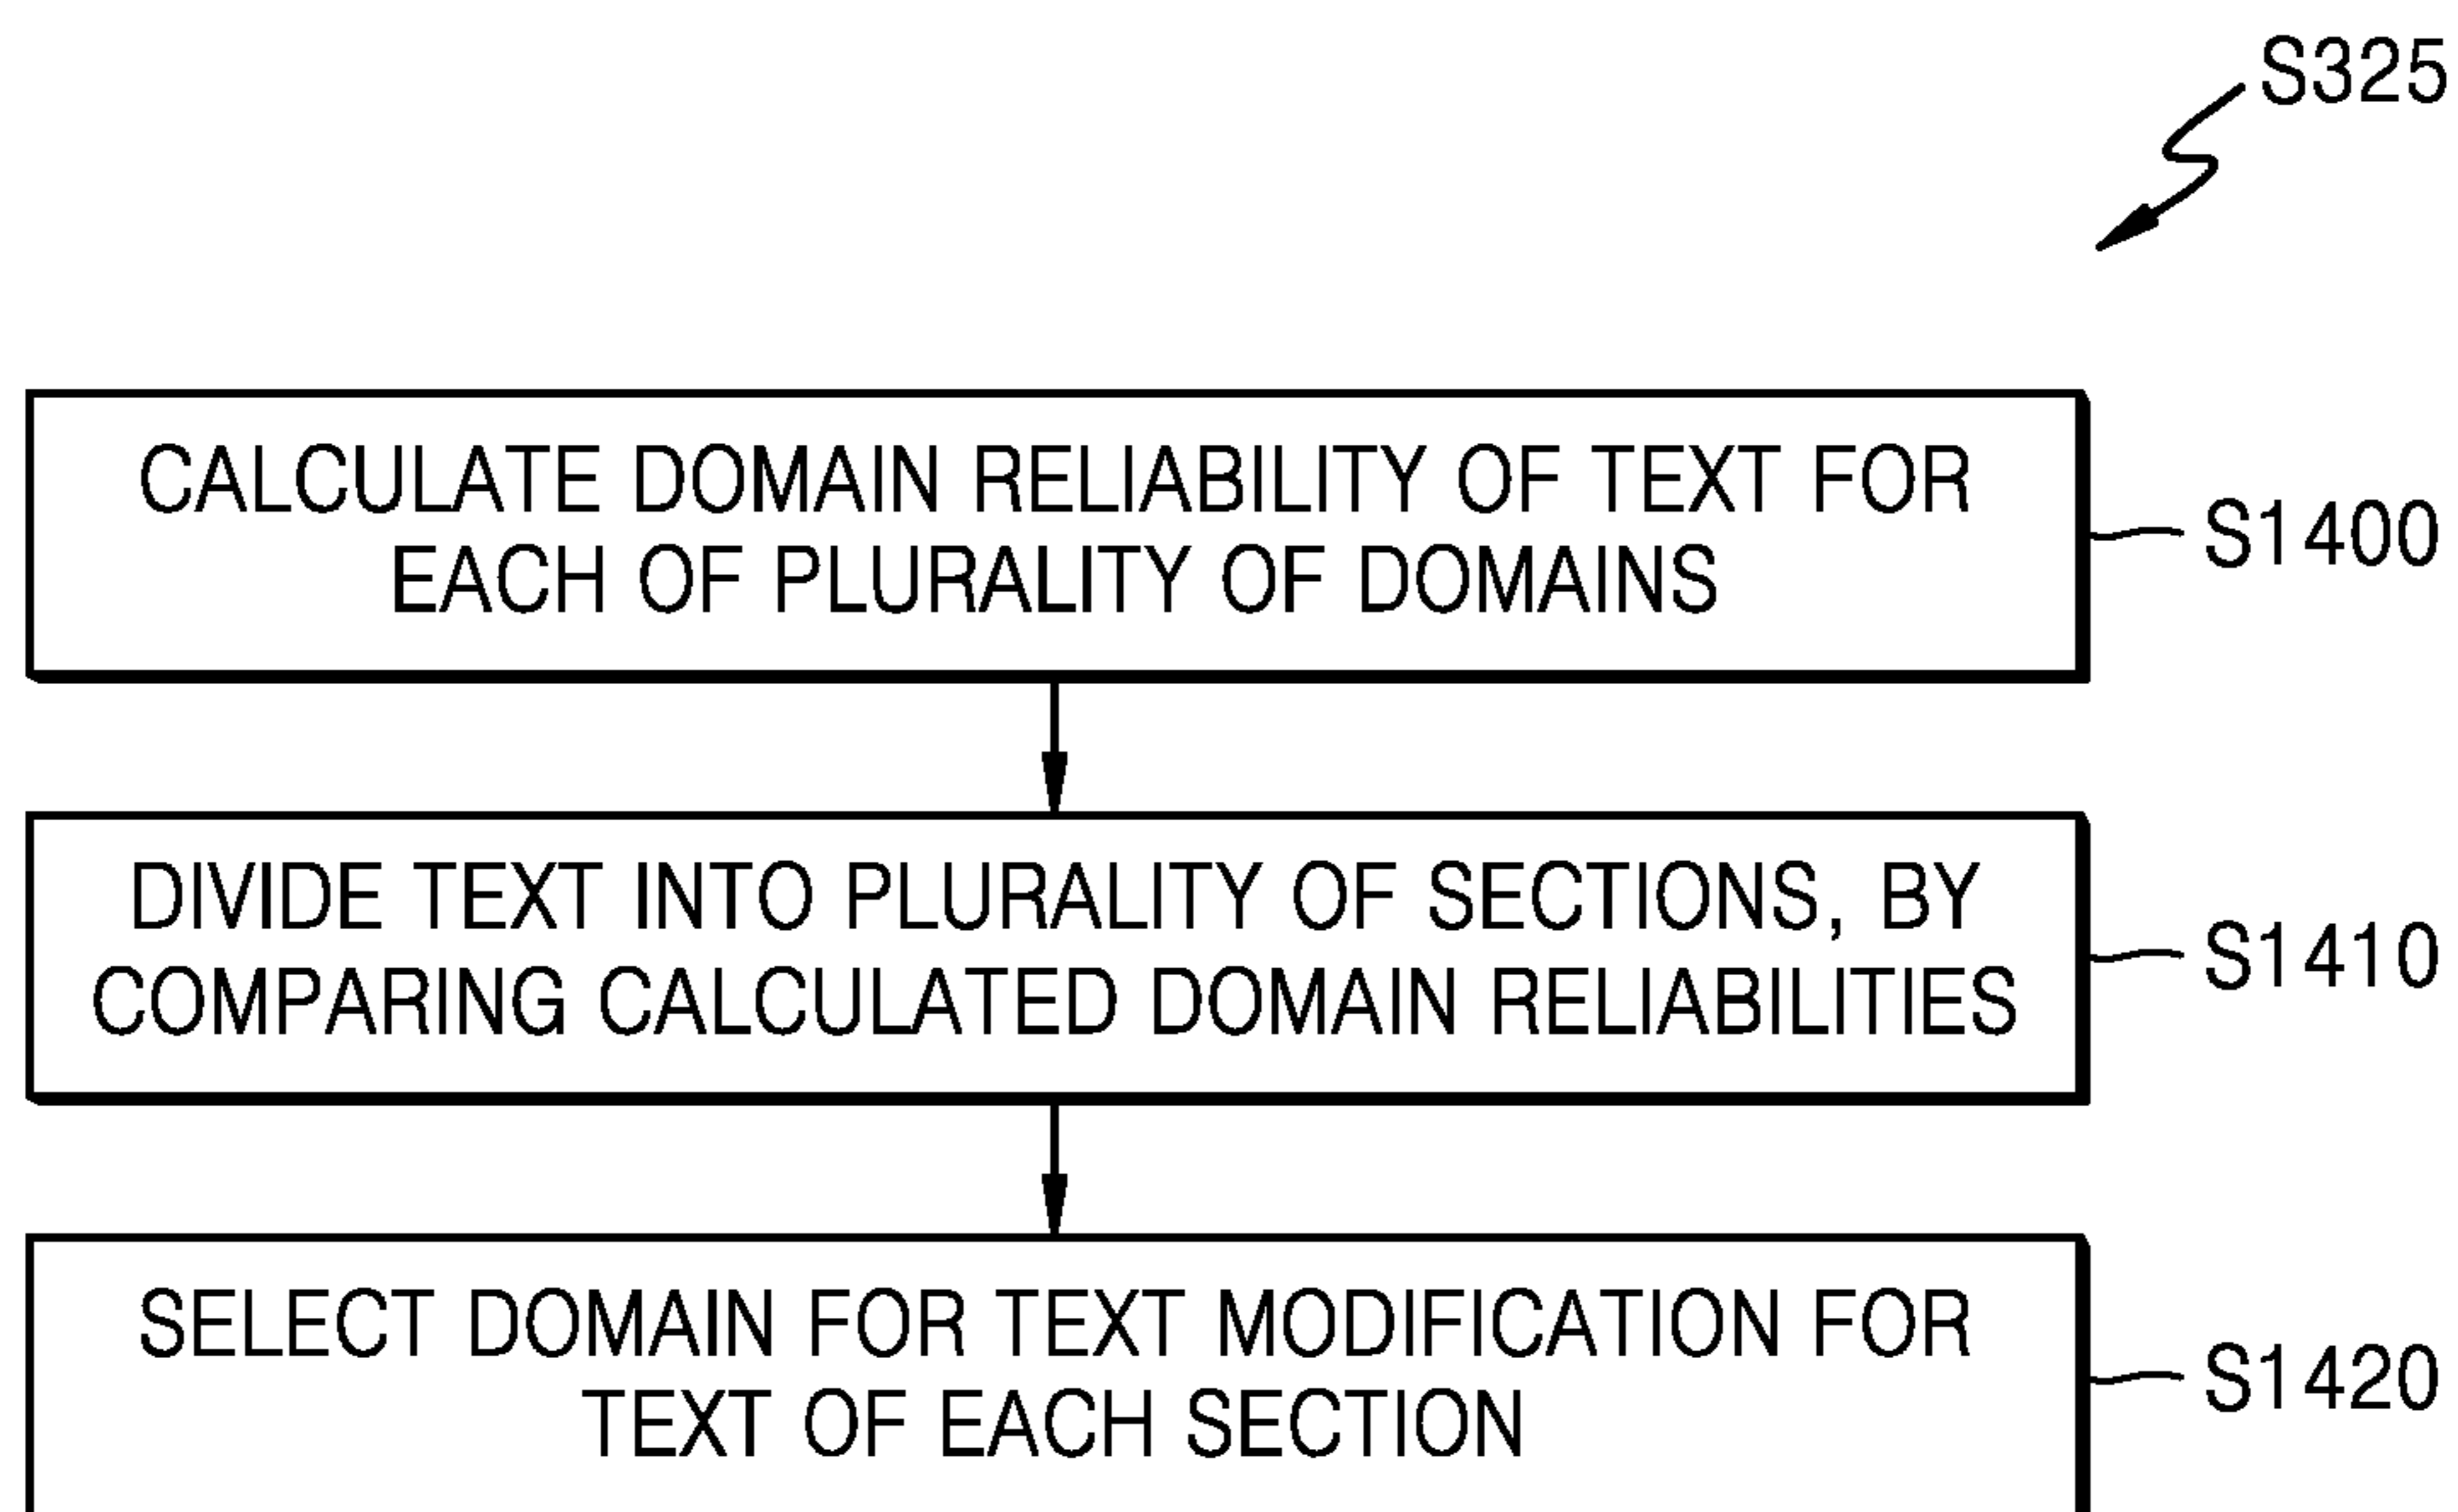 S325
CALCULATE DOMAIN RELIABILITY OF TEXT FOR
EACH OF PLURALITY OF DOMAINS
S1400
DIVIDE TEXT INTO PLURALITY OF SECTIONS, BY
COMPARING CALCULATED DOMAIN RELIABILITIES
S1410
SELECT DOMAIN FOR TEXT MODIFICATION FOR
TEXT OF EACH SECTION
S1420